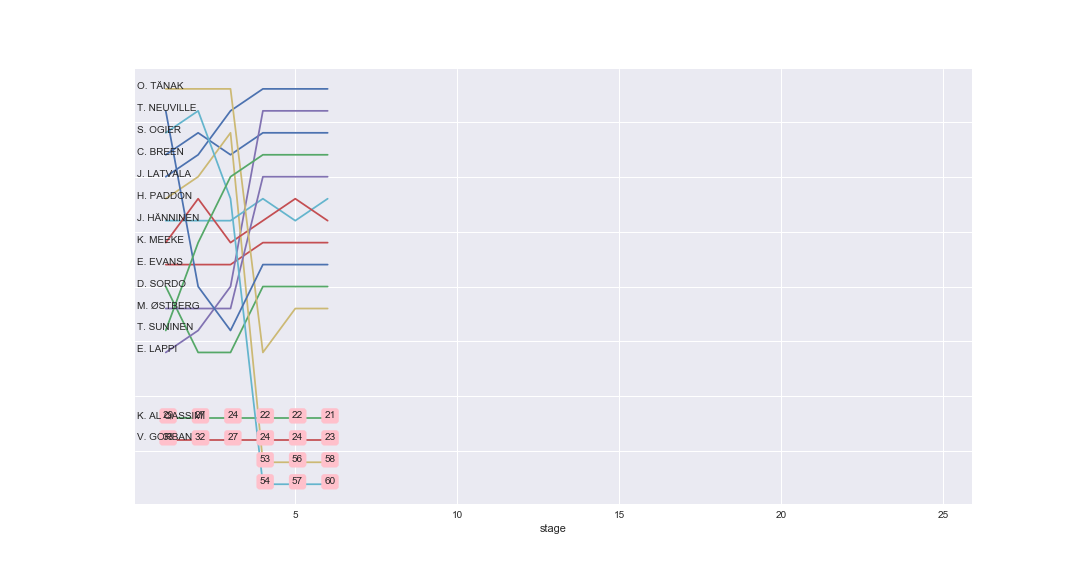 O. TÄNAK
T. NEUVILLE
S. OGIER
C. BREEN
J. LATVALA
H. PADDON
J. HÄNNINEN
K. MEEKE
E. EVANS
D. SORDO
M. ØSTBERG
T. SUNINEN
E. LAPPI
K. AL QASSIMI 24 22 22 21
V. GORBAN 32 27 24 24 23
53 56 58
54 57 60
5 10 15 20 25
stage